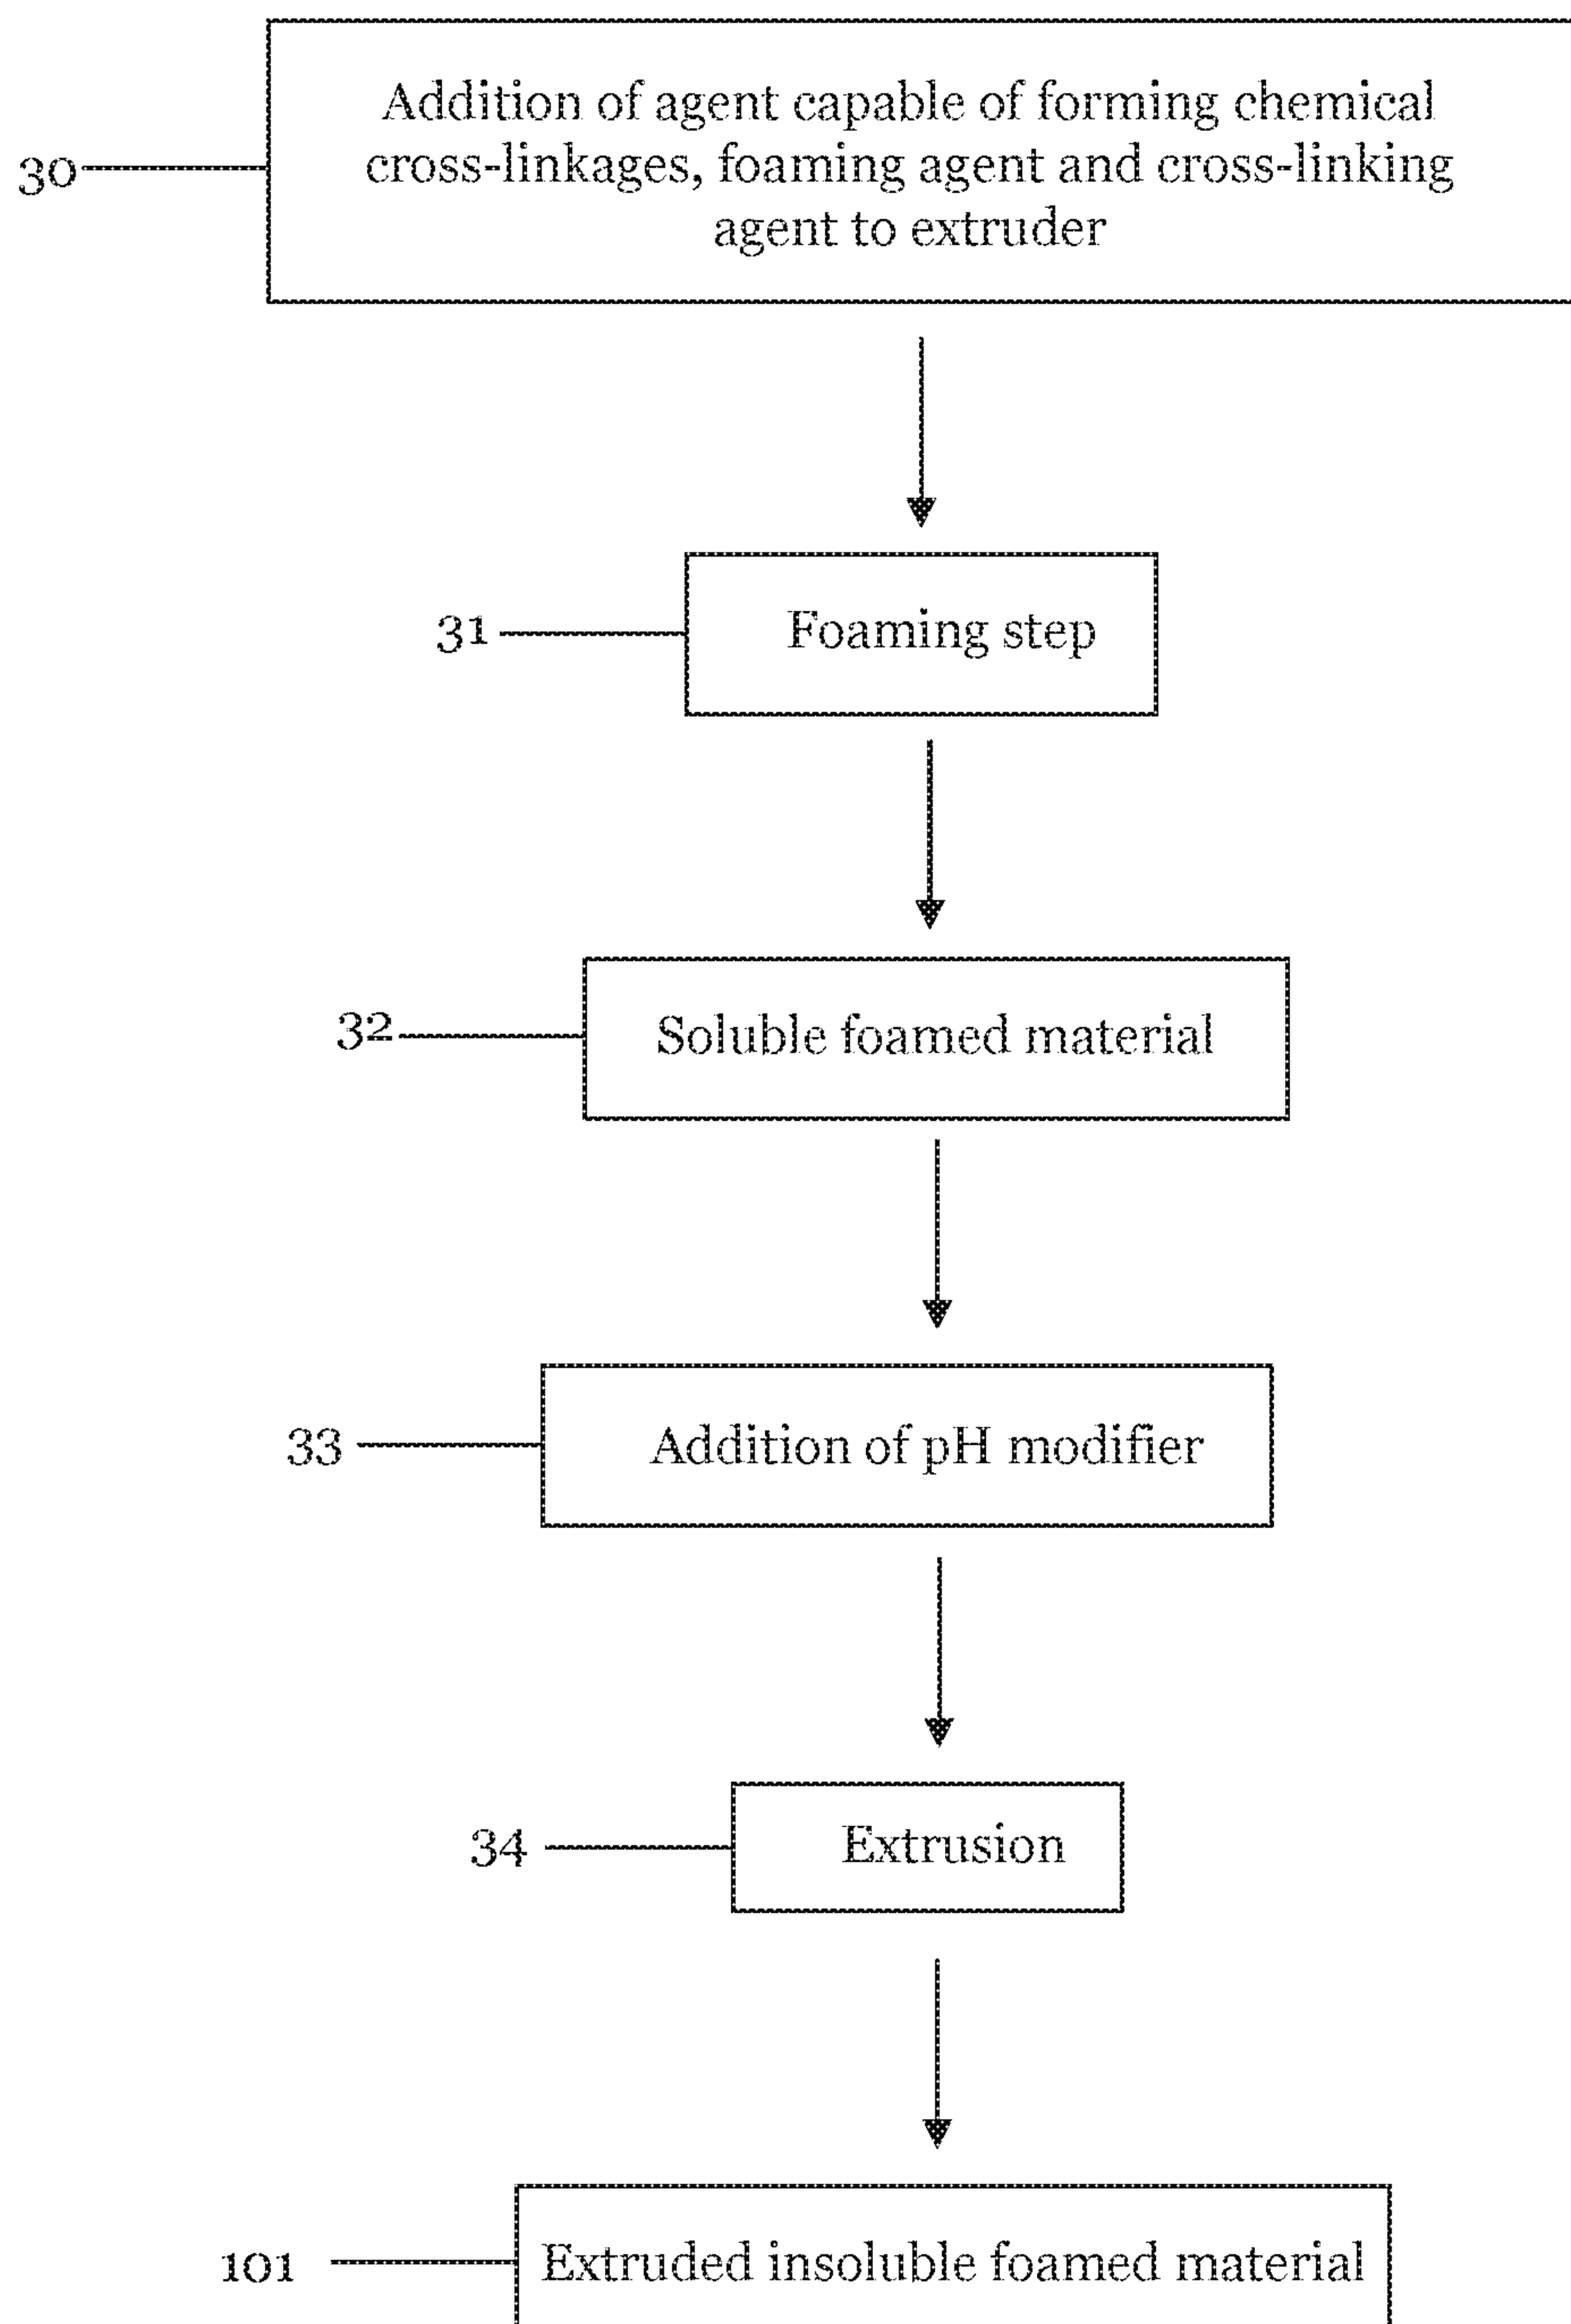 Addition of agent capable of forming chemical
30 cross-linkages, foaming agent and cross-linking
agent to extruder
31 Foaming step
32 Soluble foamed material
33 Addition of pH modifier
34 Extrusion
101 Extruded insoluble foamed material